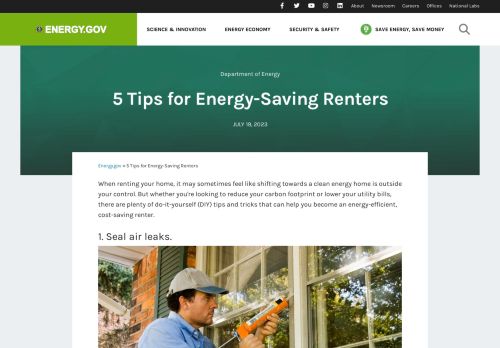 About Newsroom Careers Offices National Labs
ENERGY.GOV
SCIENCE & INNOVATION ENERGY ECONOMY SECURITY & SAFETY SAVE ENERGY, SAVE MONEY
Department of Energy
5 Tips for Energy-Saving Renters
JULY 19, 2023
Energy.gov » 5 Tips for Energy-Saving Renters
When renting your home, it may sometimes feel like shifting towards a clean energy home is outside
your control. But whether you're looking to reduce your carbon footprint or lower your utility bills,
there are plenty of do-it-yourself (DIY) tips and tricks that can help you become an energy-efficient,
cost-saving renter.
1. Seal air leaks.